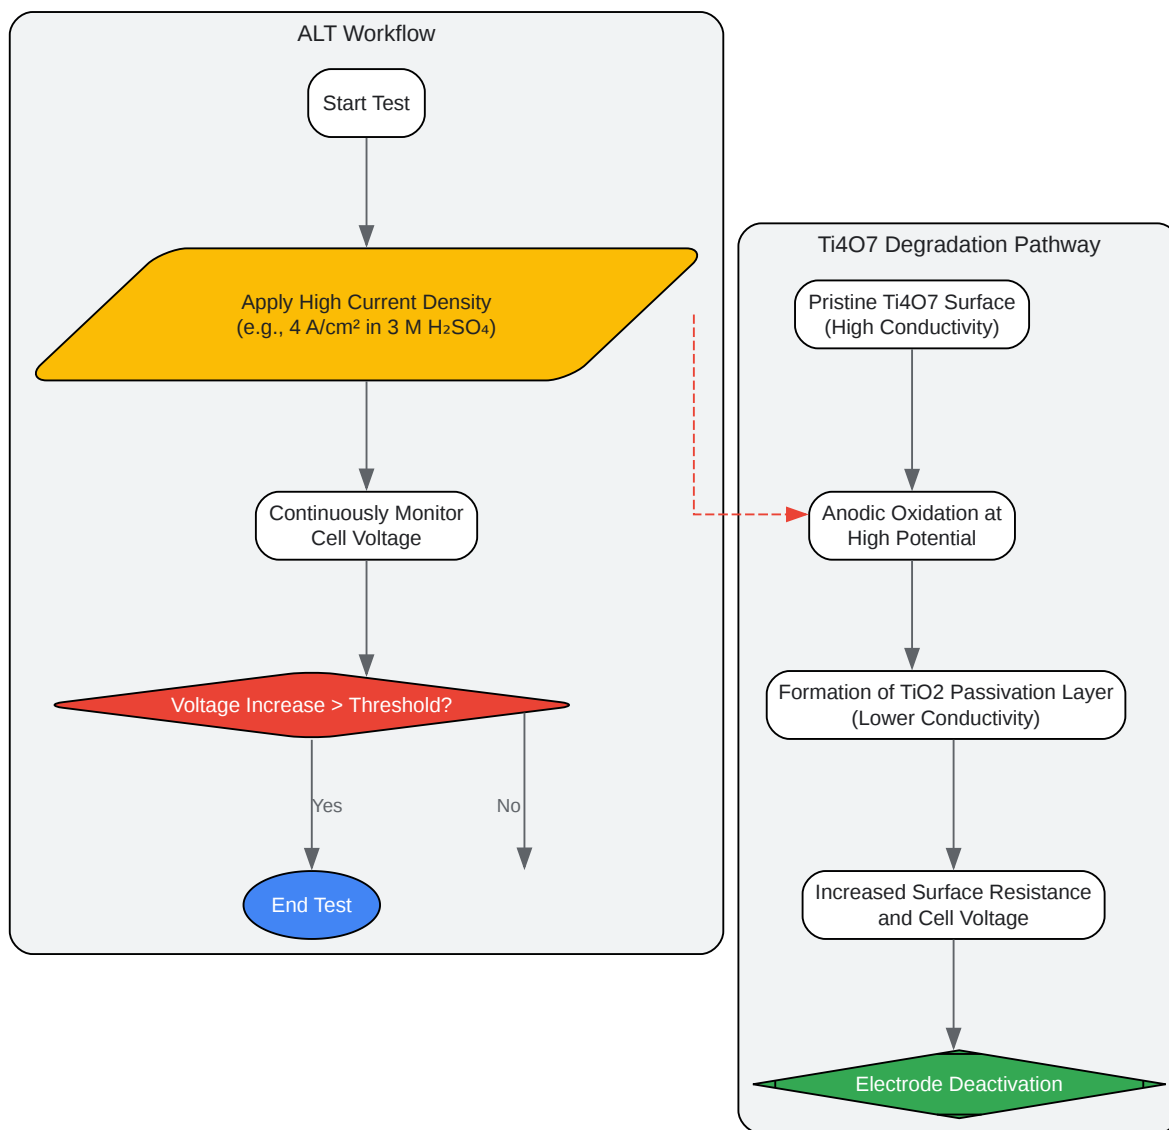 ALT Workflow
Start Test
Apply High Current Density
(e.g., 4 A/cm² in 3 M H₂SO₄)
Continuously Monitor
Cell Voltage
Voltage Increase > Threshold?
Yes
No
End Test
Ti4O7 Degradation Pathway
Pristine Ti4O7 Surface
(High Conductivity)
Anodic Oxidation at
High Potential
Formation of TiO2 Passivation Layer
(Lower Conductivity)
Increased Surface Resistance
and Cell Voltage
Electrode Deactivation